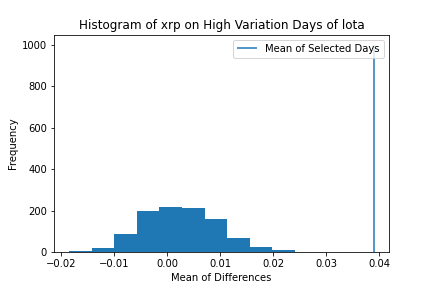 Histogram of xrp on High Variation Days of Iota
Mean of Selected Days
1000
800
600
400
200
0
Frequency
−0.02 −0.01 0.00 0.01 0.02 0.03 0.04
Mean of Differences